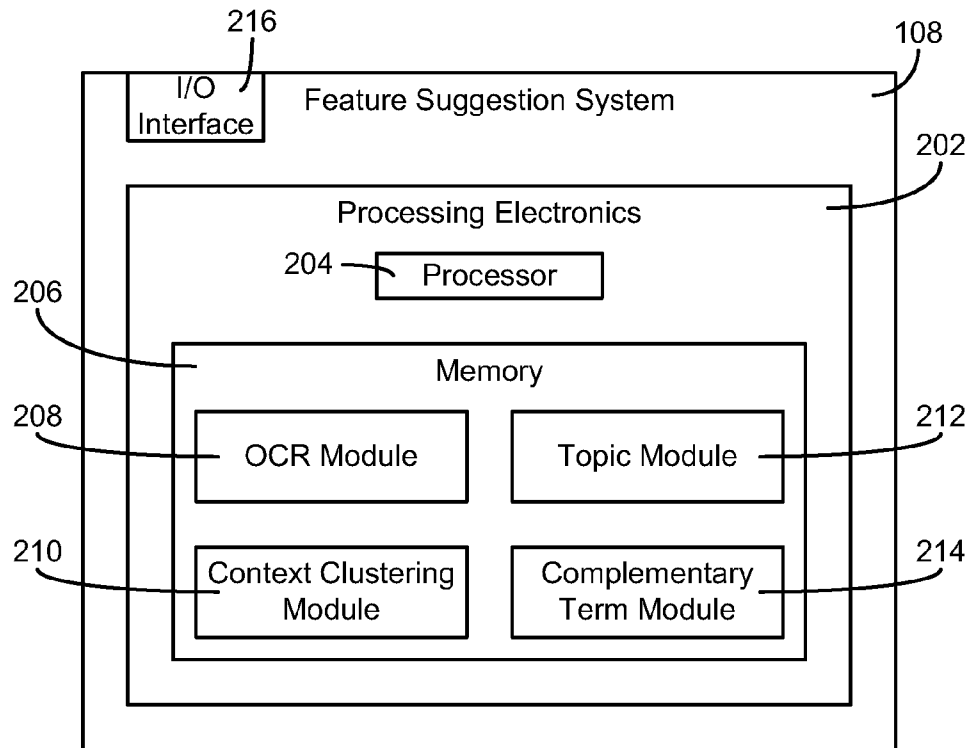 216
108
I/O
Interface
Feature Suggestion System
202
Processing Electronics
204
Processor
206
Memory
208
OCR Module
Topic Module
212
210
Context Clustering
Module
Complementary
Term Module
214